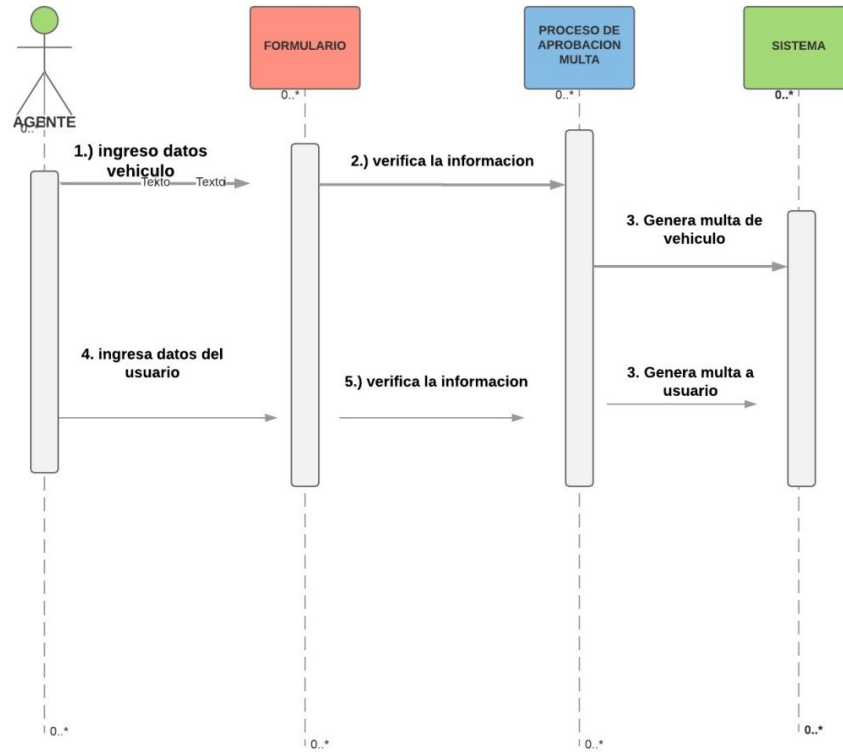 FORMULARIO
PROCESO DE
APROBACION
MULTA
SISTEMA
0..*
0..*
0..*
AGENTE
0..*
1.) ingreso datos
vehiculo
Texto
Texto
2.) verifica la informacion
3. Genera multa de
vehiculo
4. ingresa datos del
usuario
5.) verifica la informacion
3. Genera multa a
usuario
0..*
0..*
0..*
0..*